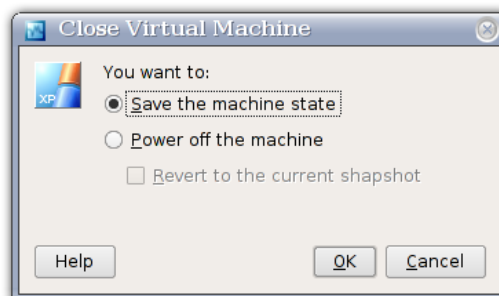 Close Virtual Machine
XP
You want to:
Save the machine state
Power off the machine
Revert to the current shapshot
Help
OK
Cancel